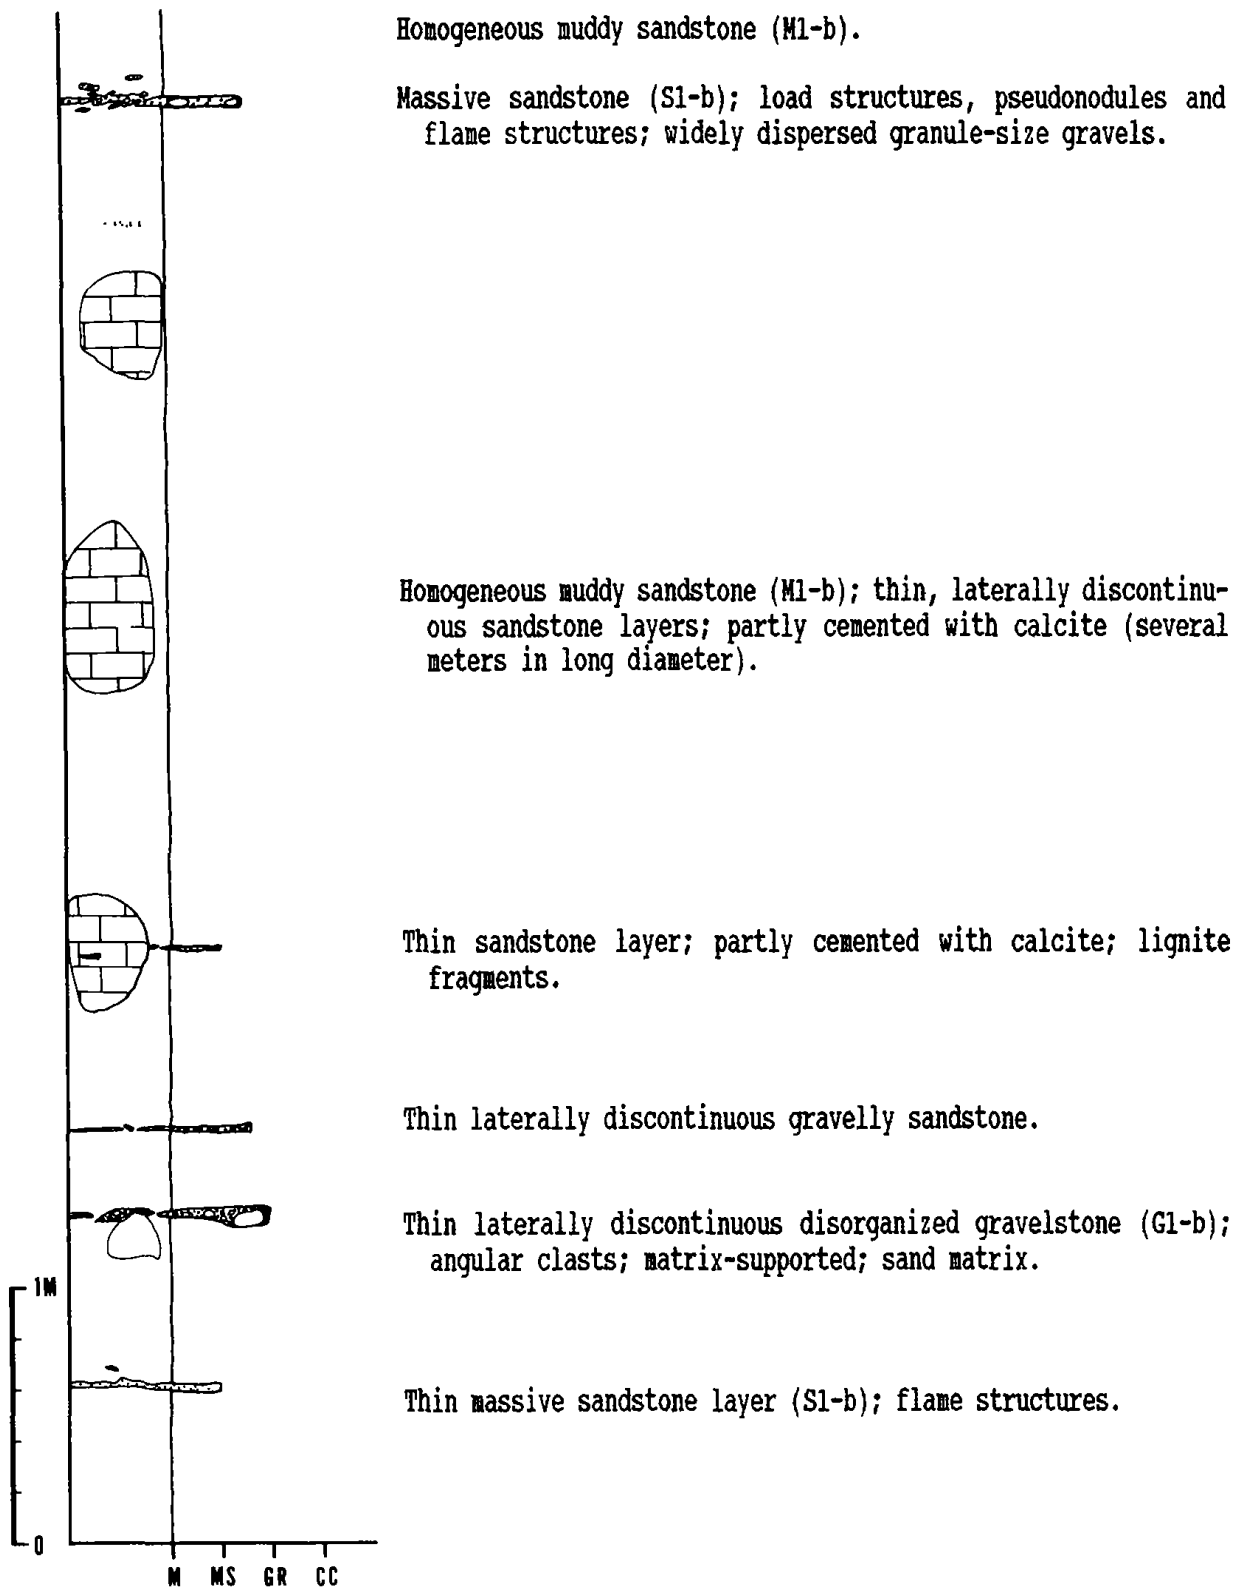 Homogeneous muddy sandstone (M1-b).
Massive sandstone (S1-b); load structures, pseudonodules and
flame structures; widely dispersed granule-size gravels.
Homogeneous muddy sandstone (M1-b); thin, laterally discontinu-
ous sandstone layers; partly cemented with calcite (several
meters in long diameter).
Thin sandstone layer; partly cemented with calcite; lignite
fragments.
Thin laterally discontinuous gravelly sandstone.
Thin laterally discontinuous disorganized gravelstone (G1-b);
angular clasts; matrix-supported; sand matrix.
1M
Thin massive sandstone layer (S1-b); flame structures.
0
M MS GR CC